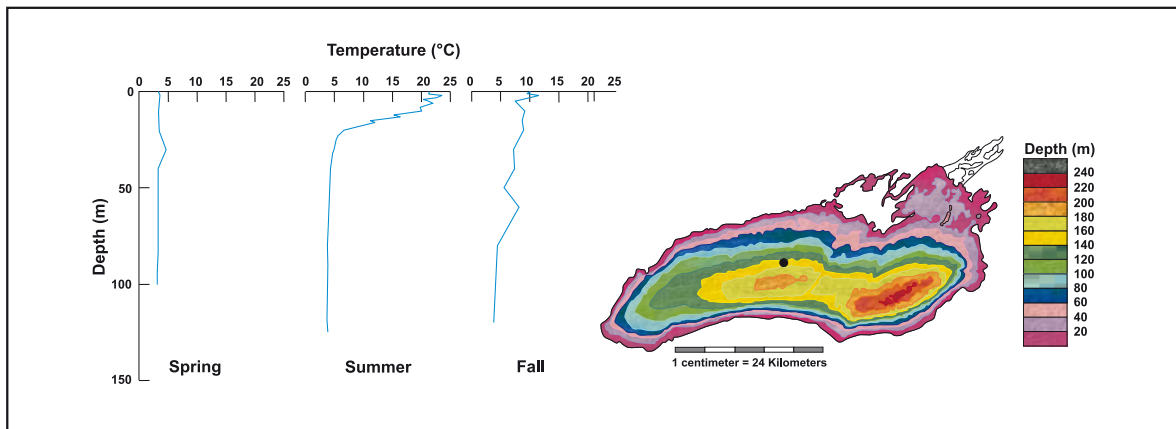 Temperature (°C)
0 5 10 15 20 25 0 5 10 15 20 25 0 5 10 15 20 25
Depth (m)
0
50
100
150
Spring Summer Fall
Depth (m)
240
220
200
180
160
140
120
100
80
60
40
20
1 centimeter = 24 Kilometers